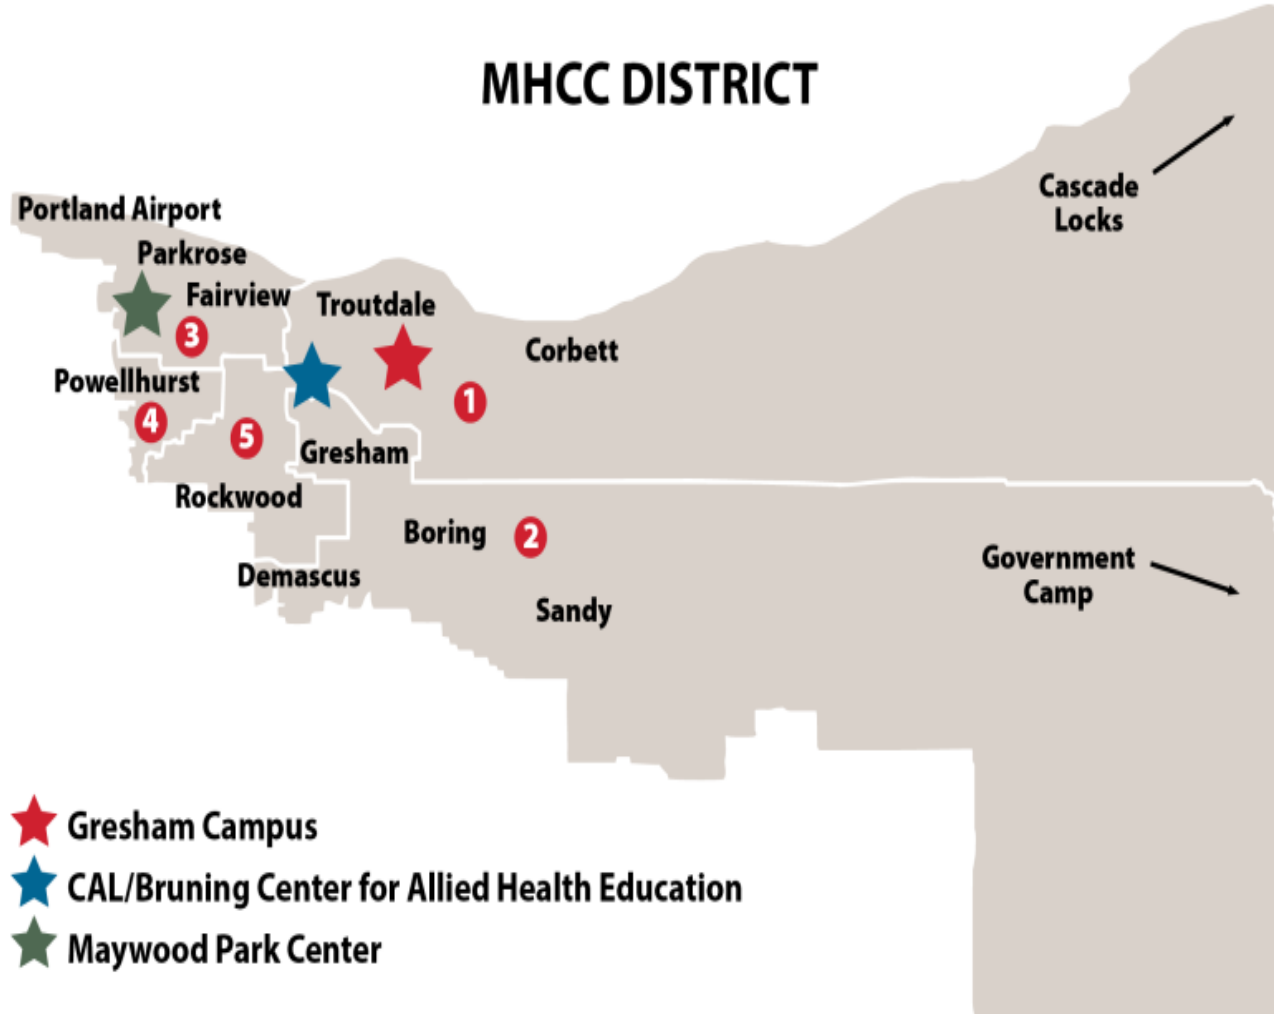 MHCC DISTRICT
Cascade
Locks
Portland Airport
Parkrose
Fairview
Troutdale
3
Corbett
Powellhurst
1
4
5
Gresham
Rockwood
Boring
2
Government
Camp
Demascus
Sandy
Gresham Campus
CAL/Bruning Center for Allied Health Education
Maywood Park Center